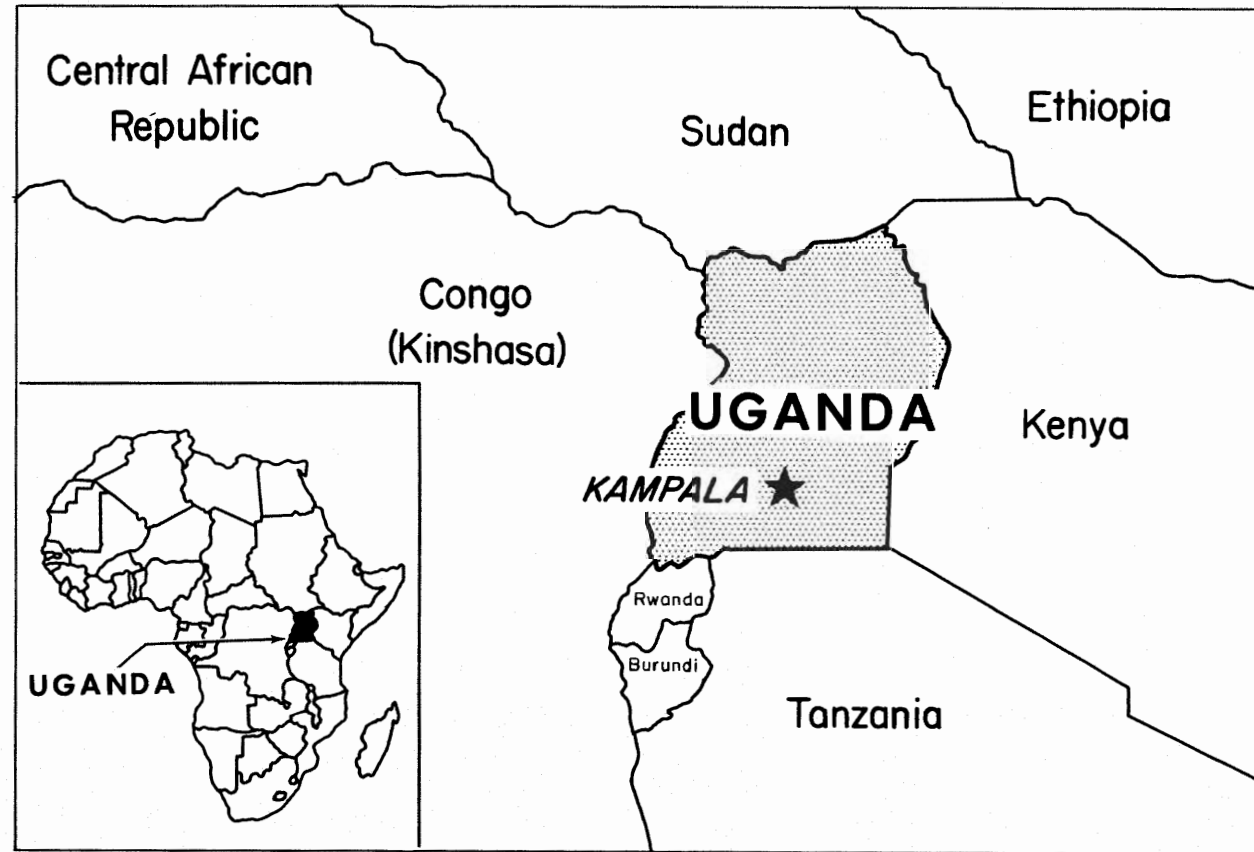 Central African
Republic
Sudan
Ethiopia
Congo
(Kinshasa)
UGANDA
Kenya
KAMPALA
Rwanda
Burundi
Tanzania
UGANDA